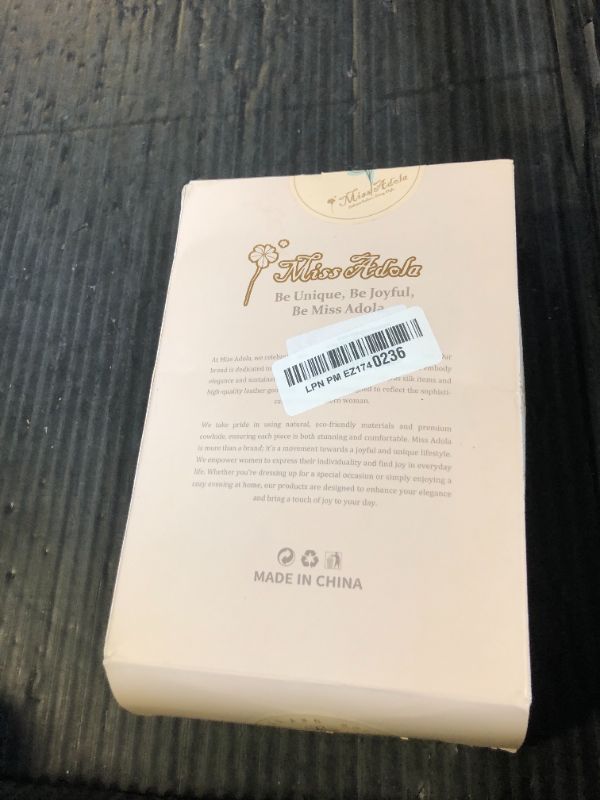 Miss Adola
Miss Adola
Be Unique, Be Joyful,
Be Miss Adola
LPN PM EZ1740236
At Miss Adola, we celebr
brand is dedicated to
embody
elegance and sustain silk items and
high-quality leather goo to reflect the sophisti-
woman.
We take pride in using natural, eco-friendly materials and premium
cowhide, ensuring each piece is both stunning and comfortable. Miss Adola
is more than a brand; it's a movement towards a joyful and unique lifestyle.
We empower women to express their individuality and find joy in everyday
life. Whether you're dressing up for a special occasion or simply enjoying a
cozy evening at home, our products are designed to enhance your elegance
and bring a touch of joy to your day.
MADE IN CHINA